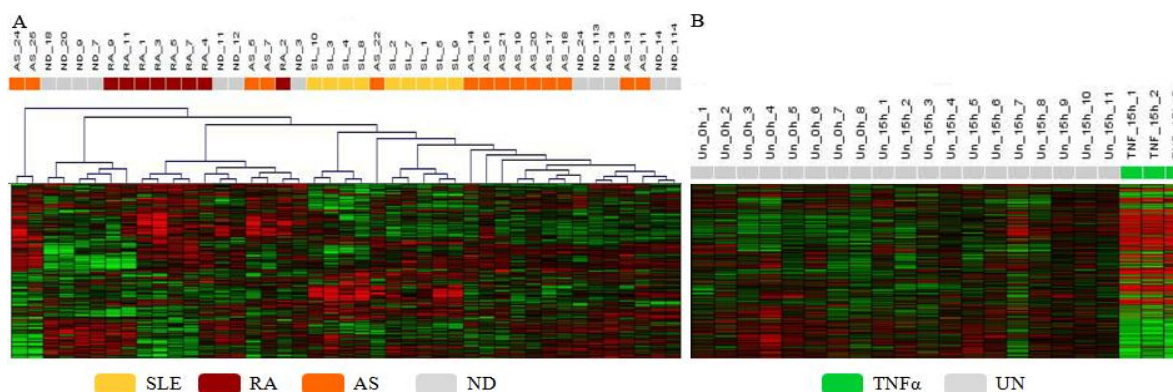 A
AS_24
AS_25
ND_18
ND_20
ND_9
ND_7
RA_9
RA_11
RA_1
RA_3
RA_5
RA_7
RA_4
ND_11
ND_12
AS_5
AS_7
RA_2
ND_3
SL_10
SL_3
SL_4
SL_8
AS_22
SL_2
SL_7
SL_1
SL_9
AS_14
AS_15
AS_21
AS_19
AS_20
AS_17
AS_18
ND_24
ND_113
ND_13
AS_13
AS_11
ND_14
ND_114
SLE RA AS ND
B
Un_0h_1
Un_0h_2
Un_0h_3
Un_0h_4
Un_0h_5
Un_0h_6
Un_0h_7
Un_0h_8
Un_15h_1
Un_15h_2
Un_15h_3
Un_15h_4
Un_15h_5
Un_15h_6
Un_15h_7
Un_15h_8
Un_15h_9
Un_15h_10
Un_15h_11
TNF_15h_1
TNF_15h_2
TNFα UN